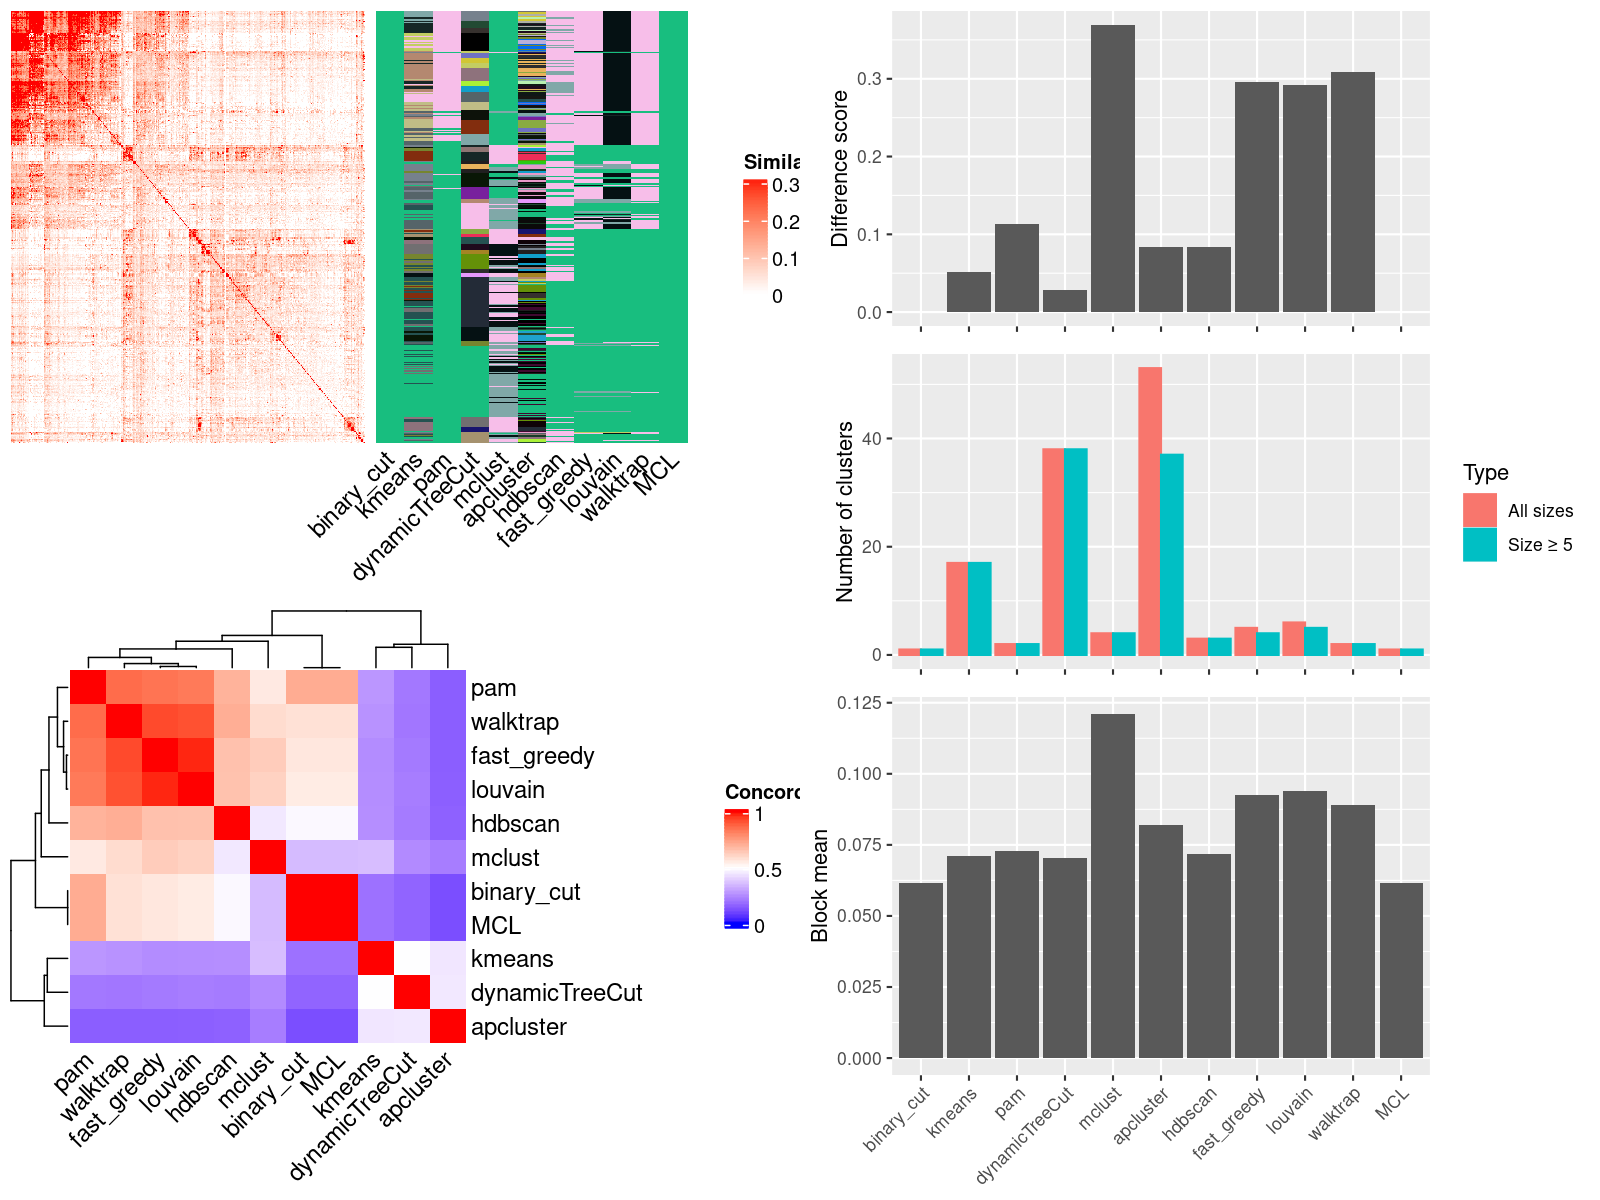 Simila
0.3
0.2
0.1
0
binary_cut
kmeans
pam
dynamicTreeCut
mclust
apcluster
hdbscan
fast_greedy
louvain
walktrap
MCL
pam
walktrap
fast_greedy
louvain
hdbscan
mclust
binary_cut
MCL
kmeans
dynamicTreeCut
apcluster
pam
walktrap
fast_greedy
louvain
hdbscan
mclust
binary_cut
MCL
kmeans
dynamicTreeCut
apcluster
Concord
1
0.5
0
Difference score
0.3
0.2
0.1
0.0
Number of clusters
40
20
0
Type
All sizes
Size ≥ 5
Block mean
0.125
0.100
0.075
0.050
0.025
0.000
binary_cut
kmeans
pam
dynamicTreeCut
mclust
apcluster
hdbscan
fast_greedy
louvain
walktrap
MCL